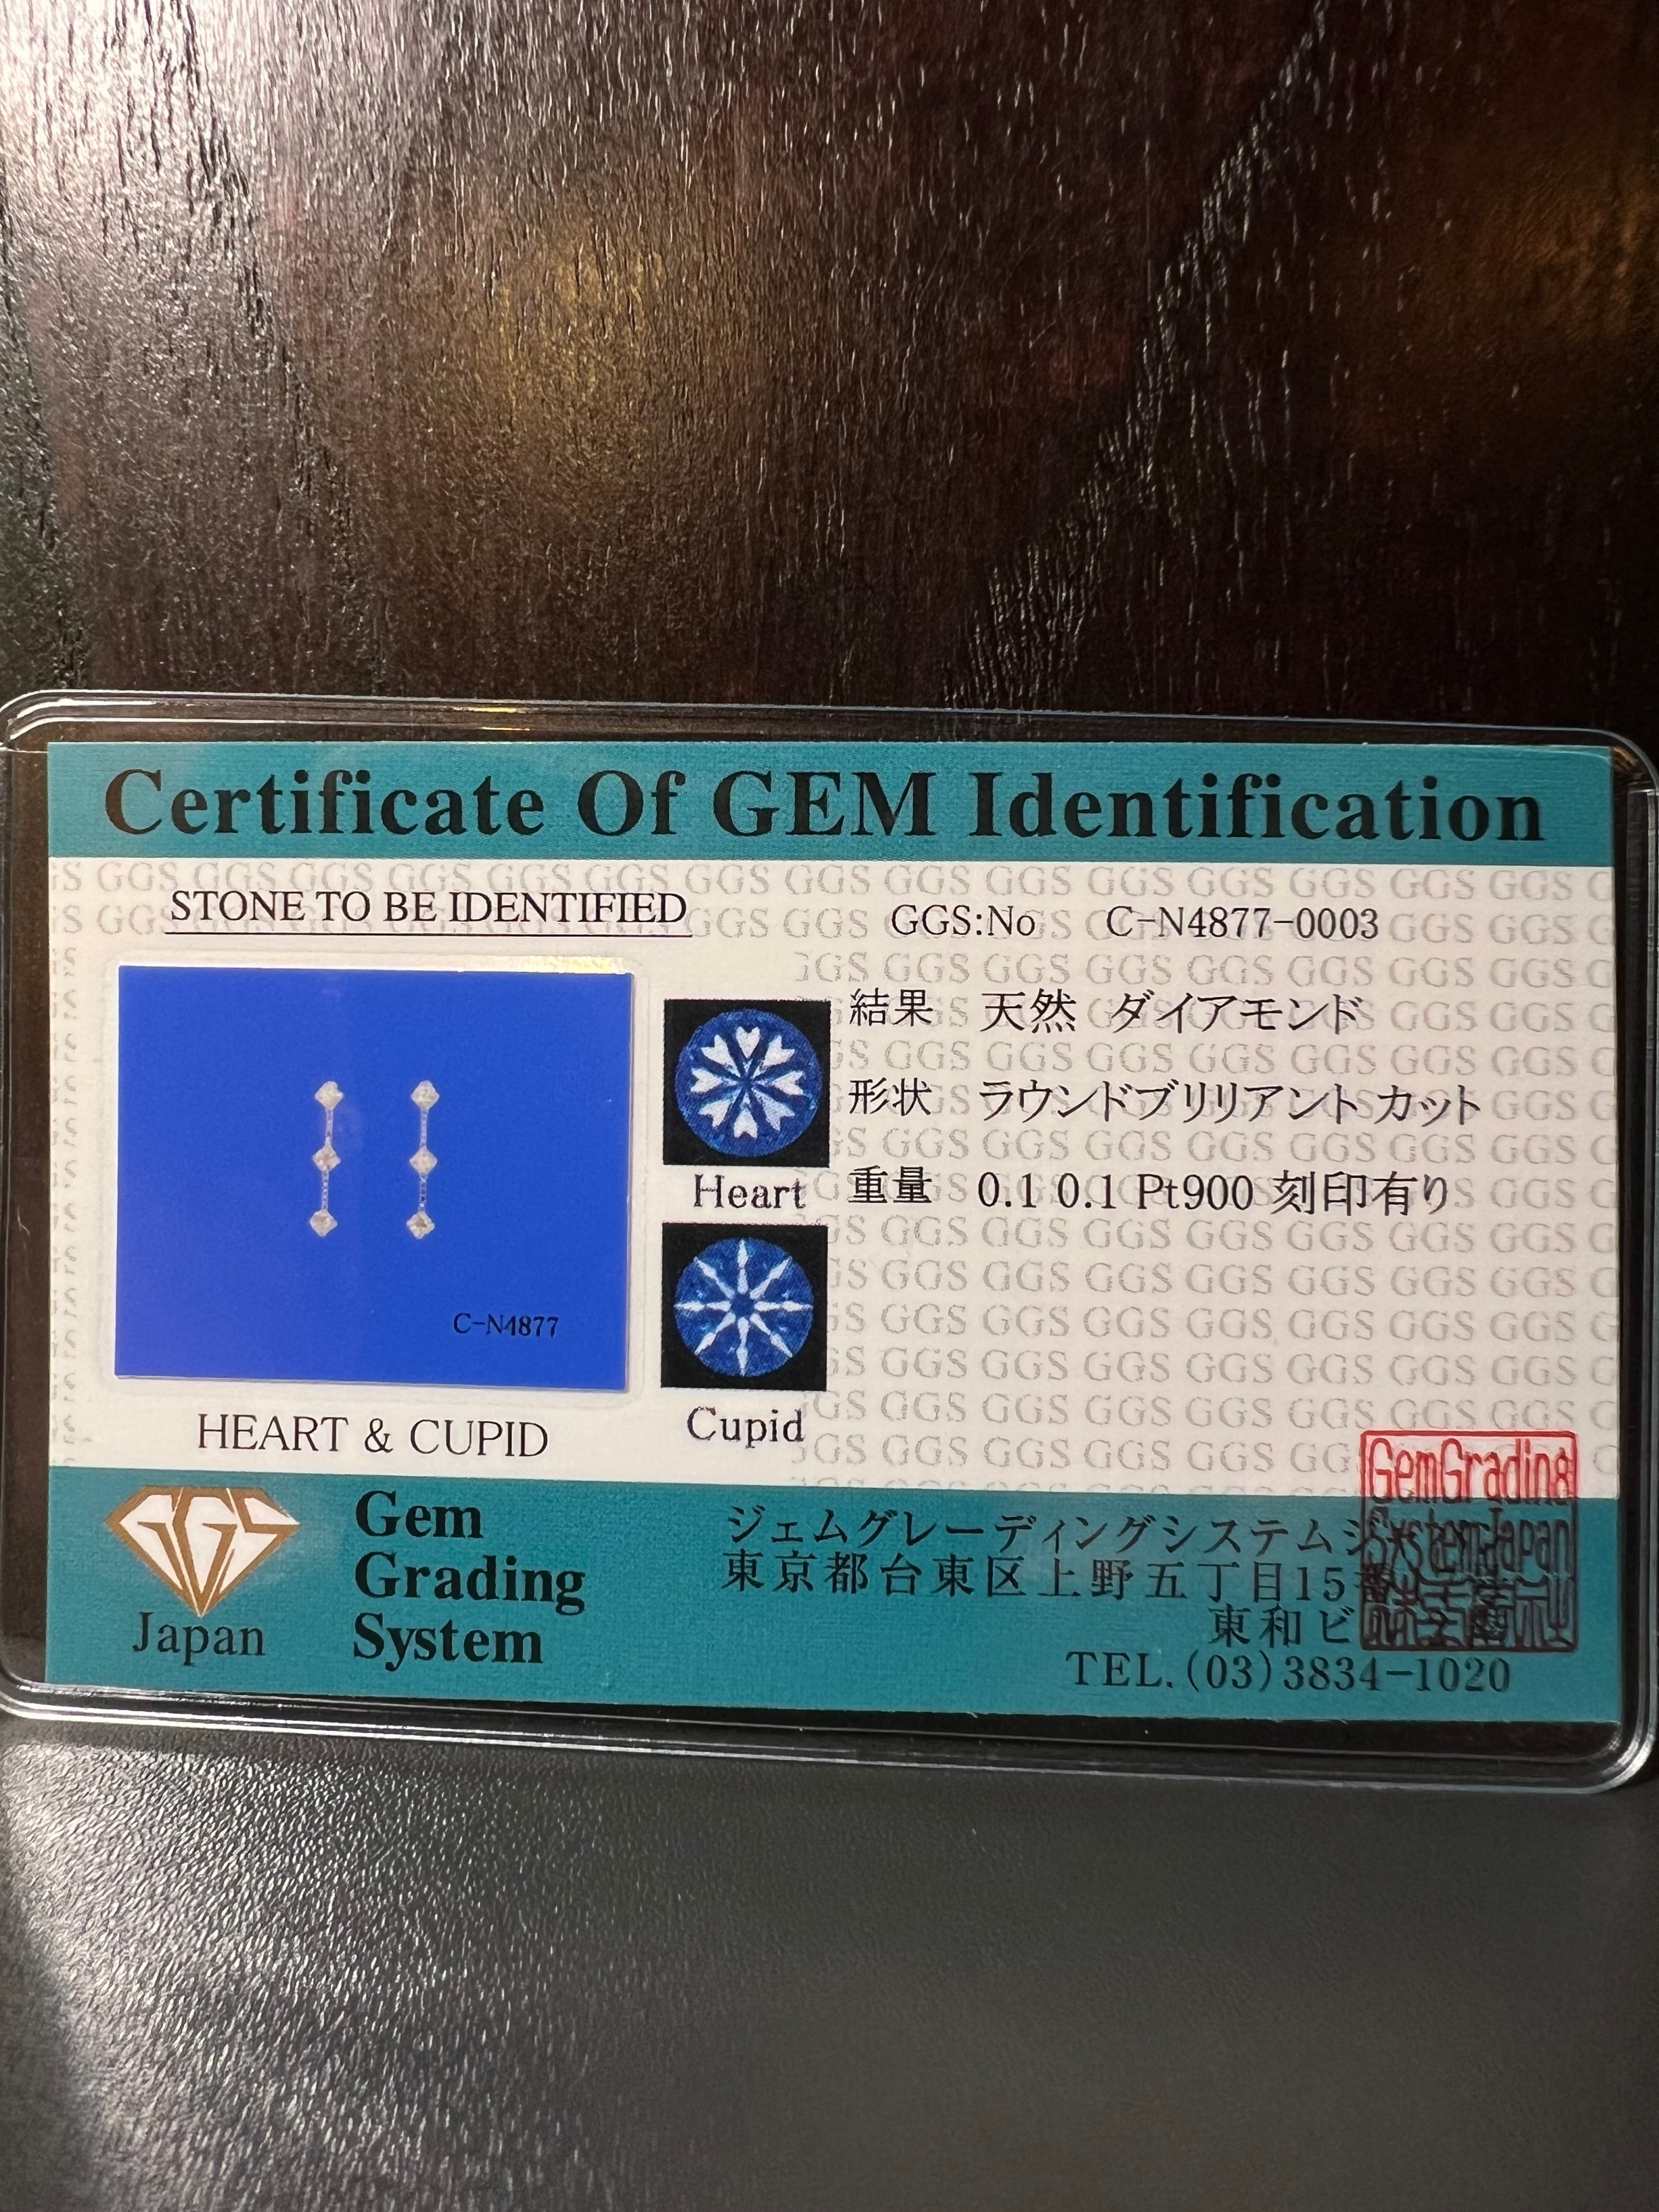 Certificate Of GEM Identification
STONE TO BE IDENTIFIED
GGS:No C-N4877-0003
結果 天然 ダイアモンド
形状 ラウンドブリリアント カット
重量 0.1 0.1 Pt900 刻印有り
Heart
C-N4877
Cupid
HEART & CUPID
GGS
Japan
Gem
Grading
System
ジェムグレーディングシステムジ
東京都台東区上野五丁目15
東和ビ
TEL.(03)3834-1020
GemGrading
SystemJapan